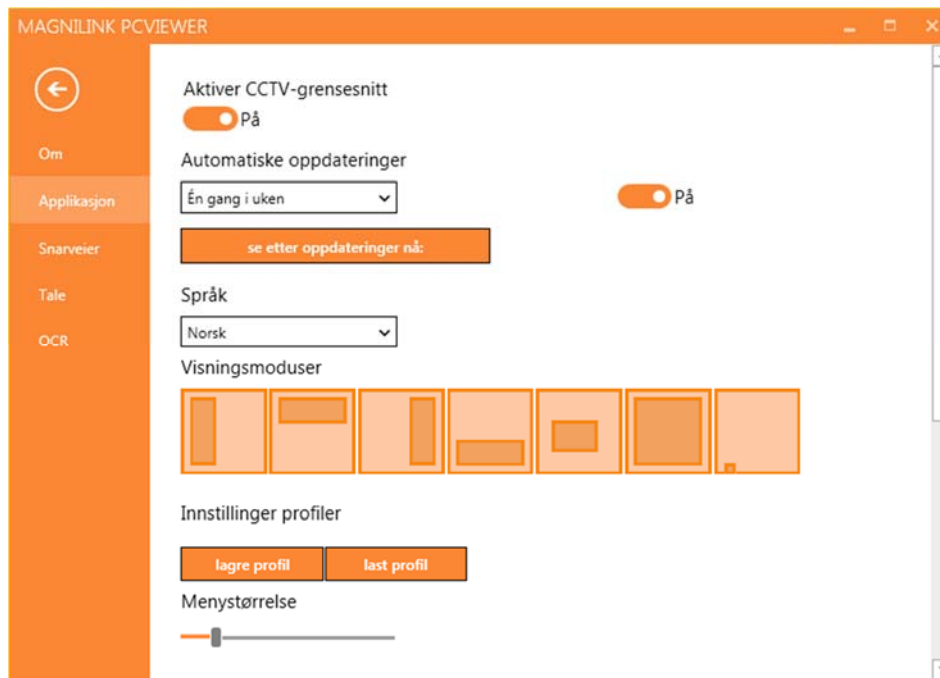 MAGNILINK PCVIEWER
Om
Applikasjon
Snarveier
Tale
OCR
Aktiver CCTV-grensesnitt
På
Automatiske oppdateringer
Én gang i uken
På
se etter oppdateringer nå:
Språk
Norsk
Visningsmoduser
Innstillinger profiler
lagre profil
last profil
Menystørrelse